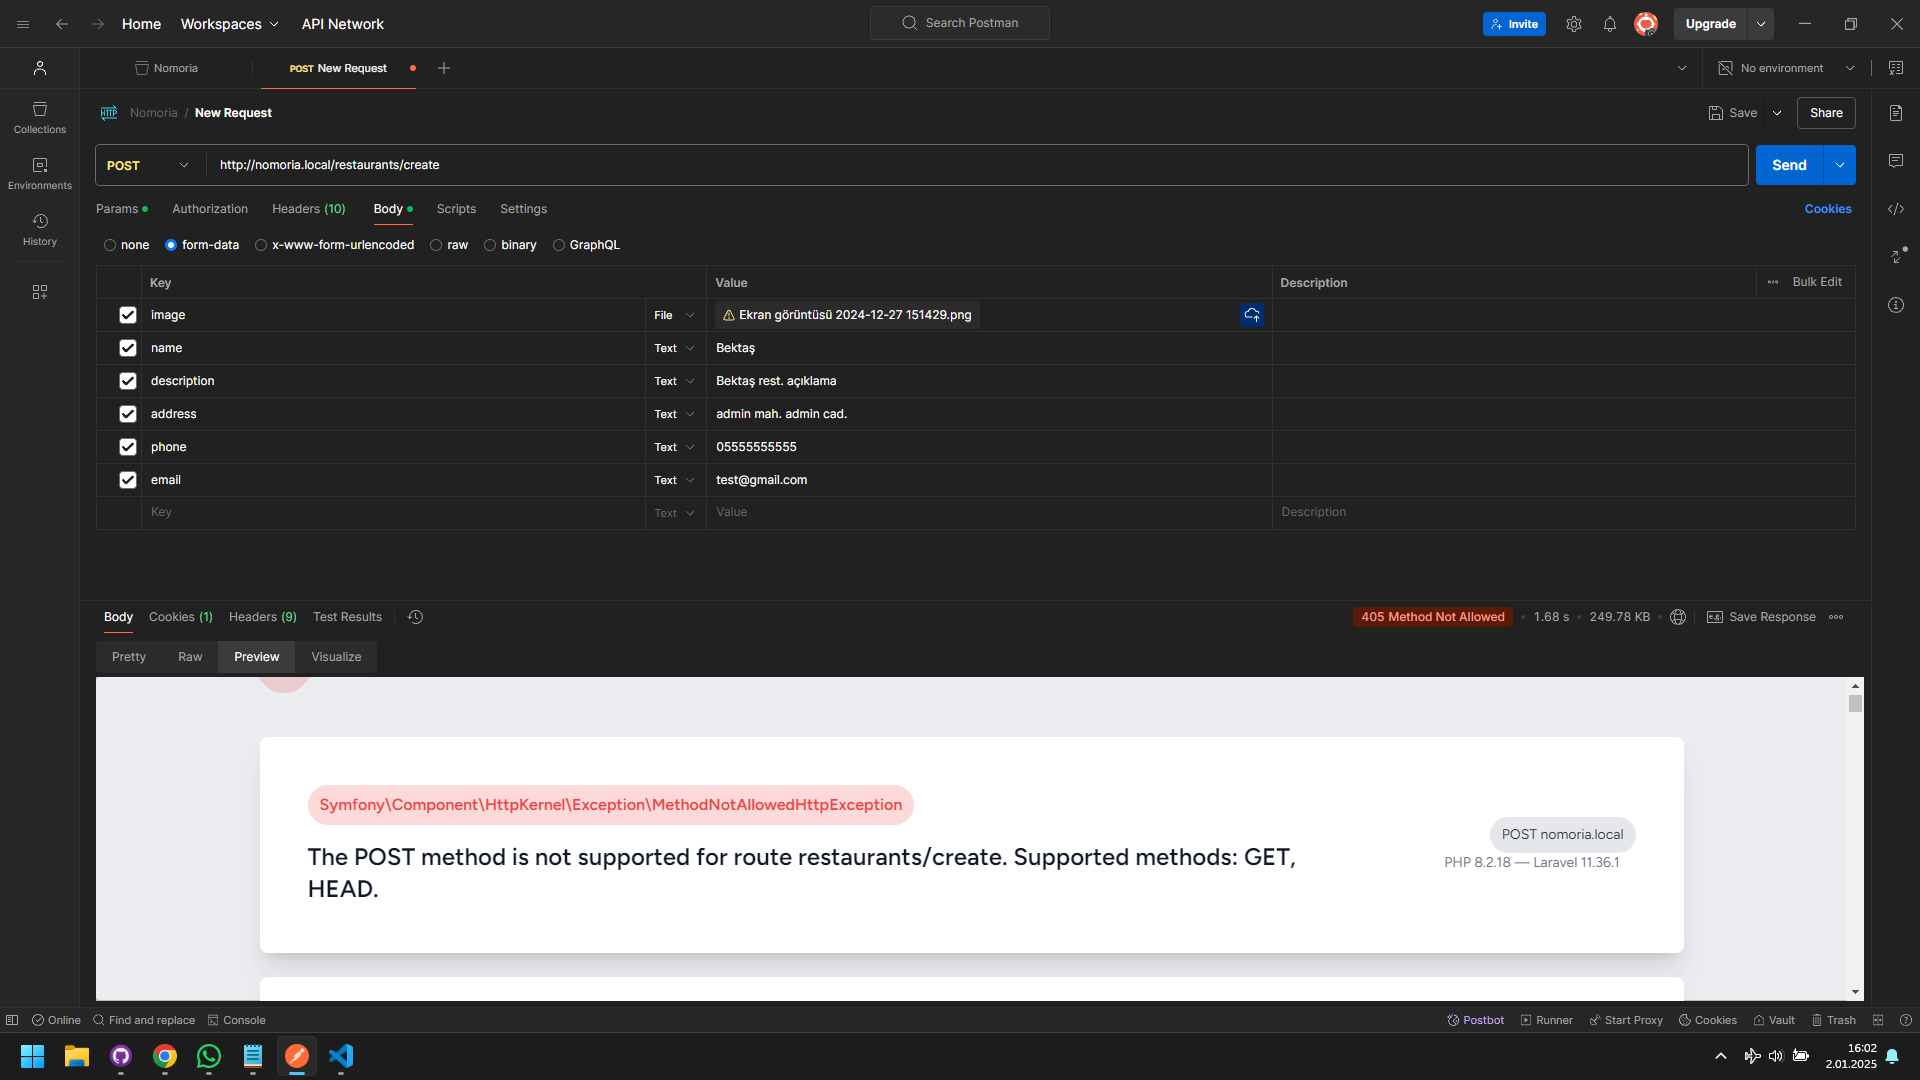 Home Workspaces API Network Search Postman Invite Upgrade
Nomoria POST New Request No environment
HTTP Nomoria / New Request Save Share
Collections
Environments
History
POST http://nomoria.local/restaurants/create Send
Params Authorization Headers (10) Body Scripts Settings Cookies
none form-data x-www-form-urlencoded raw binary GraphQL
Key Value Description Bulk Edit
image File Ekran görüntüsü 2024-12-27 151429.png
name Text Bektaş
description Text Bektaş rest. açıklama
address Text admin mah. admin cad.
phone Text 05555555555
email Text test@gmail.com
Key Text Value Description
Body Cookies (1) Headers (9) Test Results 405 Method Not Allowed 1.68 s 249.78 KB Save Response
Pretty Raw Preview Visualize
Symfony\Component\HttpKernel\Exception\MethodNotAllowedHttpException
The POST method is not supported for route restaurants/create. Supported methods: GET,
HEAD.
POST nomoria.local
PHP 8.2.18 — Laravel 11.36.1
Online Find and replace Console Postbot Runner Start Proxy Cookies Vault Trash
16:02
2.01.2025